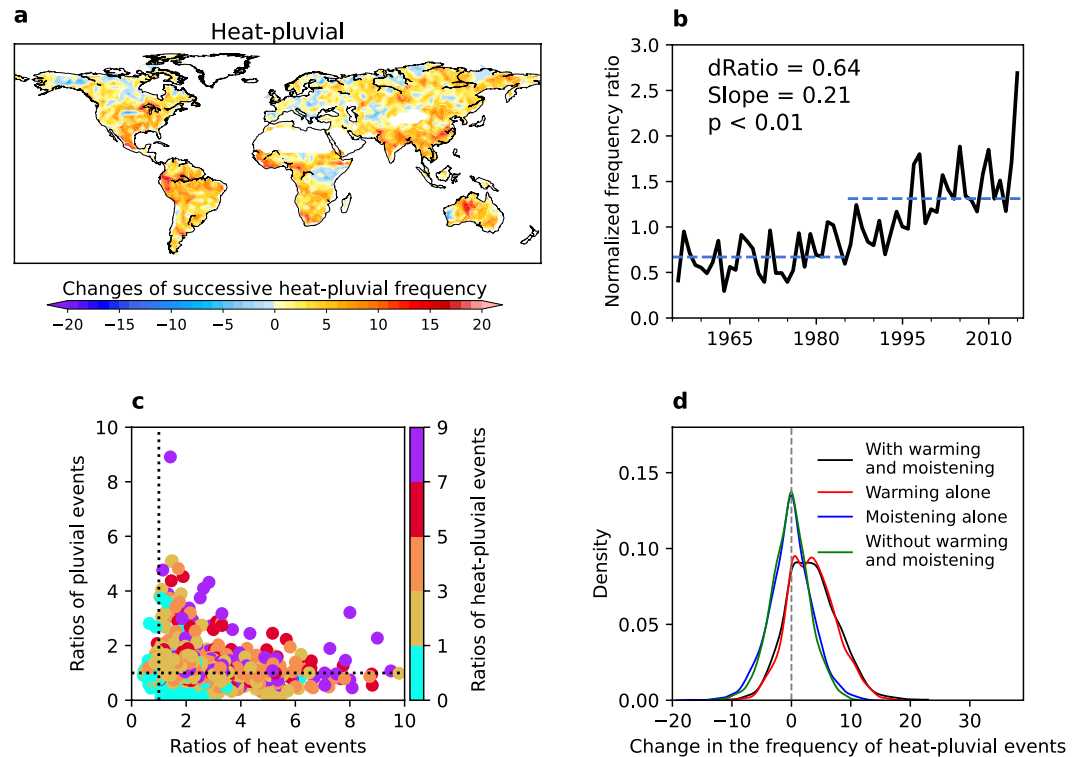 a
Heat-pluvial
Changes of successive heat-pluvial frequency
−20 −15 −10 −5 0 5 10 15 20
b
Normalized frequency ratio
3.0
2.5
2.0
1.5
1.0
0.5
0.0
dRatio = 0.64
Slope = 0.21
p < 0.01
1965 1980 1995 2010
c
Ratios of pluvial events
10
8
6
4
2
0
0 2 4 6 8 10
Ratios of heat events
9
7
5
3
1
0
Ratios of heat-pluvial events
d
Density
0.15
0.10
0.05
0.00
With warming
and moistening
Warming alone
Moistening alone
Without warming
and moistening
−20 −10 0 10 20 30
Change in the frequency of heat-pluvial events